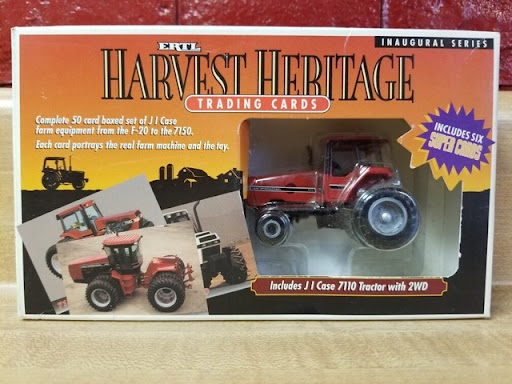 ERTL
INAUGURAL SERIES
HARVEST HERITAGE
TRADING CARDS
Complete 50 card boxed set of J I Case
farm equipment from the F-20 to the 7150.
Each card portrays the real farm machine and the toy.
INCLUDES SIX
SUPER CARDS
Includes J I Case 7110 Tractor with 2WD